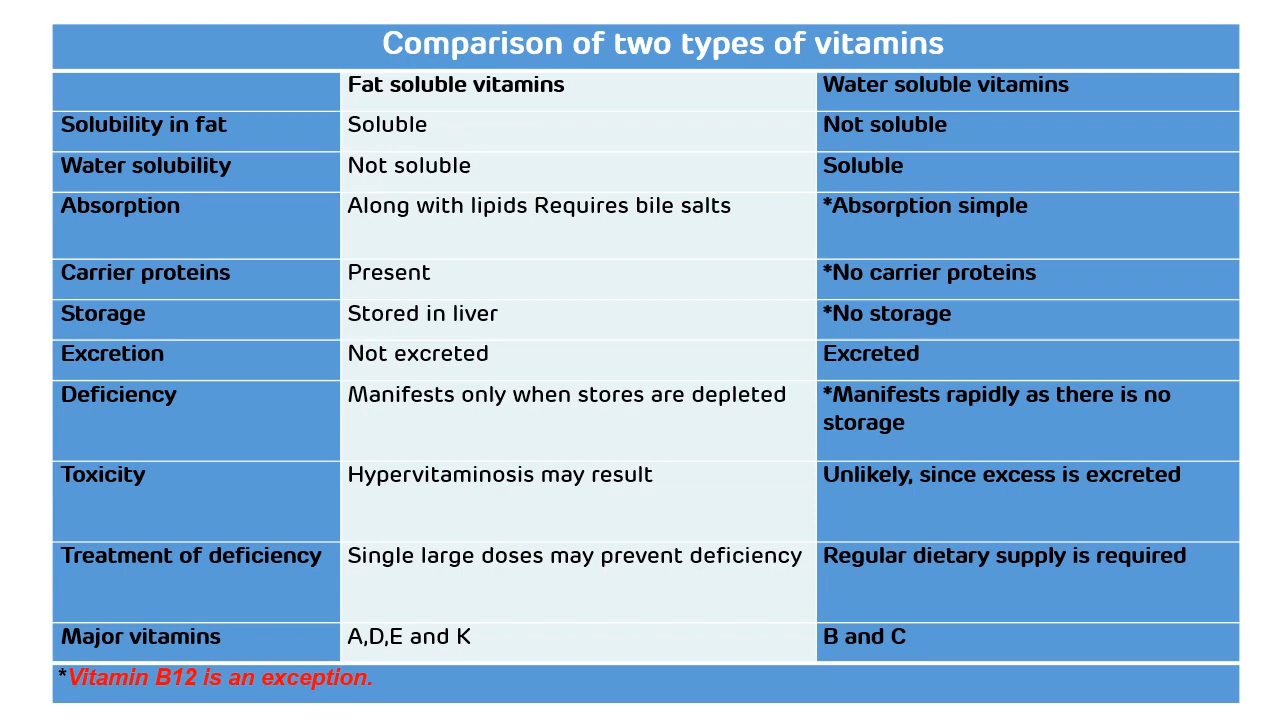 Comparison of two types of vitamins
Fat soluble vitamins
Water soluble vitamins
Solubility in fat
Soluble
Not soluble
Water solubility
Not soluble
Soluble
Absorption
Along with lipids Requires bile salts
*Absorption simple
Carrier proteins
Present
*No carrier proteins
Storage
Stored in liver
*No storage
Excretion
Not excreted
Excreted
Deficiency
Manifests only when stores are depleted
*Manifests rapidly as there is no
storage
Toxicity
Hypervitaminosis may result
Unlikely, since excess is excreted
Treatment of deficiency
Single large doses may prevent deficiency
Regular dietary supply is required
Major vitamins
A,D,E and K
B and C
*Vitamin B12 is an exception.